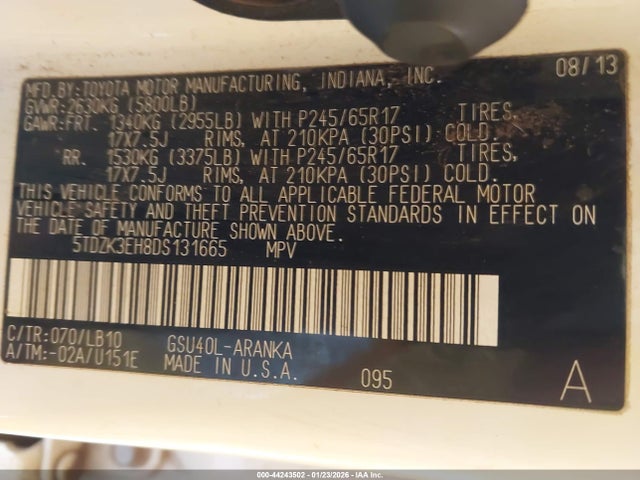 MFD.BY:TOYOTA MOTOR MANUFACTURING, INDIANA, INC. 08/13
GVWR:2630KG (5800LB)
GAWR:FRT. 1340KG (2955LB) WITH P245/65R17 TIRES,
17X7.5J RIMS, AT 210KPA (30PSI) COLD.
RR. 1530KG (3375LB) WITH P245/65R17 TIRES,
17X7.5J RIMS, AT 210KPA (30PSI) COLD.
THIS VEHICLE CONFORMS TO ALL APPLICABLE FEDERAL MOTOR
VEHICLE SAFETY AND THEFT PREVENTION STANDARDS IN EFFECT ON
THE DATE OF MANUFACTURE SHOWN ABOVE.
5TDZK3EH8DS131665 MPV
C/TR:070/LB10 GSU40L-ARANKA
A/TM:-02A/U151E MADE IN U.S.A. 095 A
000-44243502 - 01/23/2026 - IAA Inc.